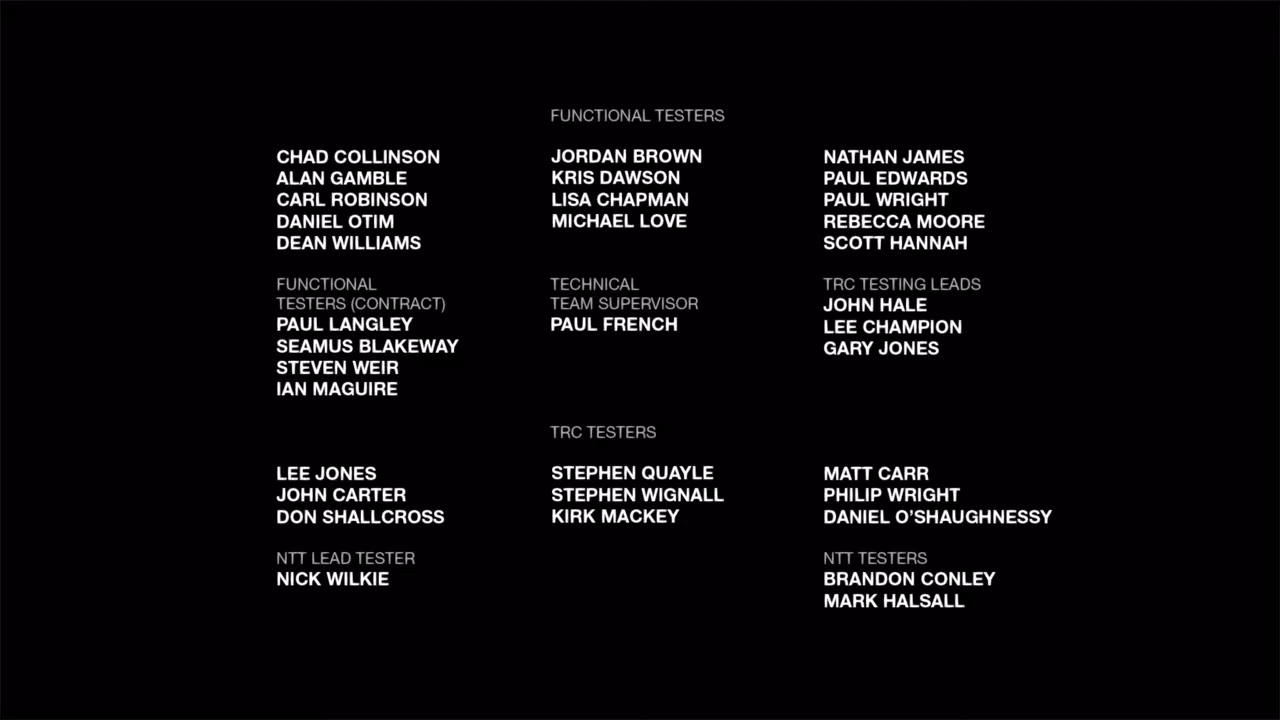 FUNCTIONAL TESTERS
CHAD COLLINSON
ALAN GAMBLE
CARL ROBINSON
DANIEL OTIM
DEAN WILLIAMS
JORDAN BROWN
KRIS DAWSON
LISA CHAPMAN
MICHAEL LOVE
NATHAN JAMES
PAUL EDWARDS
PAUL WRIGHT
REBECCA MOORE
SCOTT HANNAH
FUNCTIONAL
TESTERS (CONTRACT)
PAUL LANGLEY
SEAMUS BLAKEWAY
STEVEN WEIR
IAN MAGUIRE
TECHNICAL
TEAM SUPERVISOR
PAUL FRENCH
TRC TESTING LEADS
JOHN HALE
LEE CHAMPION
GARY JONES
TRC TESTERS
LEE JONES
JOHN CARTER
DON SHALLCROSS
STEPHEN QUAYLE
STEPHEN WIGNALL
KIRK MACKEY
MATT CARR
PHILIP WRIGHT
DANIEL O’SHAUGHNESSY
NTT LEAD TESTER
NICK WILKIE
NTT TESTERS
BRANDON CONLEY
MARK HALSALL